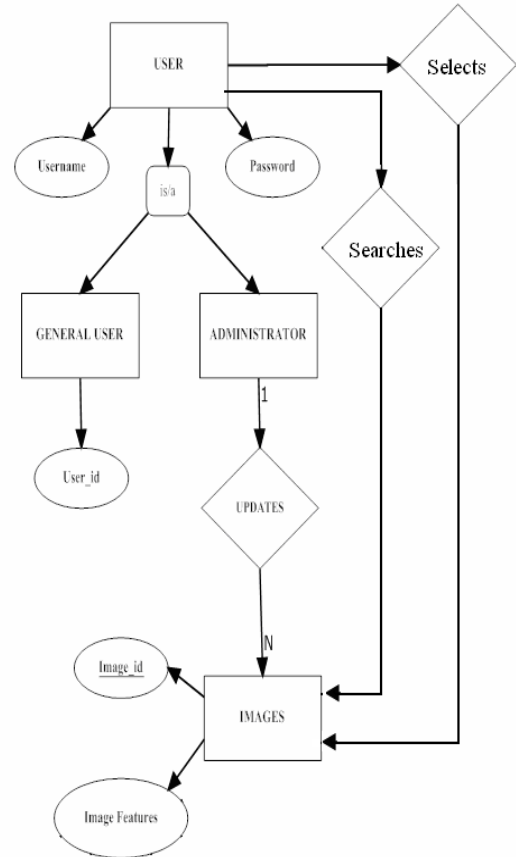 USER
Selects
Username
Password
is/a
Searches
GENERAL USER
ADMINISTRATOR
1
User_id
UPDATES
N
Image_id
IMAGES
Image Features